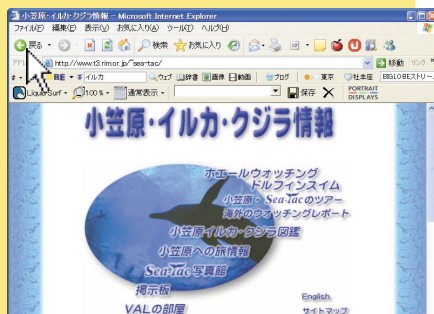 小笠原・イルカ・クジラ情報 - Microsoft Internet Explorer
ファイル(F) 編集(E) 表示(V) お気に入り(A) ツール(T) ヘルプ(H)
戻る 検索 お気に入り
http://www.t3.rimor.jp/~sea-tac/ 移動 リンク
BE イルカ ウェブ 辞書 画像 動画 ブログ 東京 社半座 BIGLOBEストリー
Liquid Surf 100% 通常表示 保存 PORTRAIT DISPLAYS
小笠原・イルカ・クジラ情報
ホエールウォッチング
ドルフィンスイム
小笠原・Sea-Tacのツアー
海外のウォッチングレポート
小笠原イルカ・クジラ図鑑
小笠原への旅情報
Sea-Tac写真館
掲示板
VALの部屋
English
サイトマップ